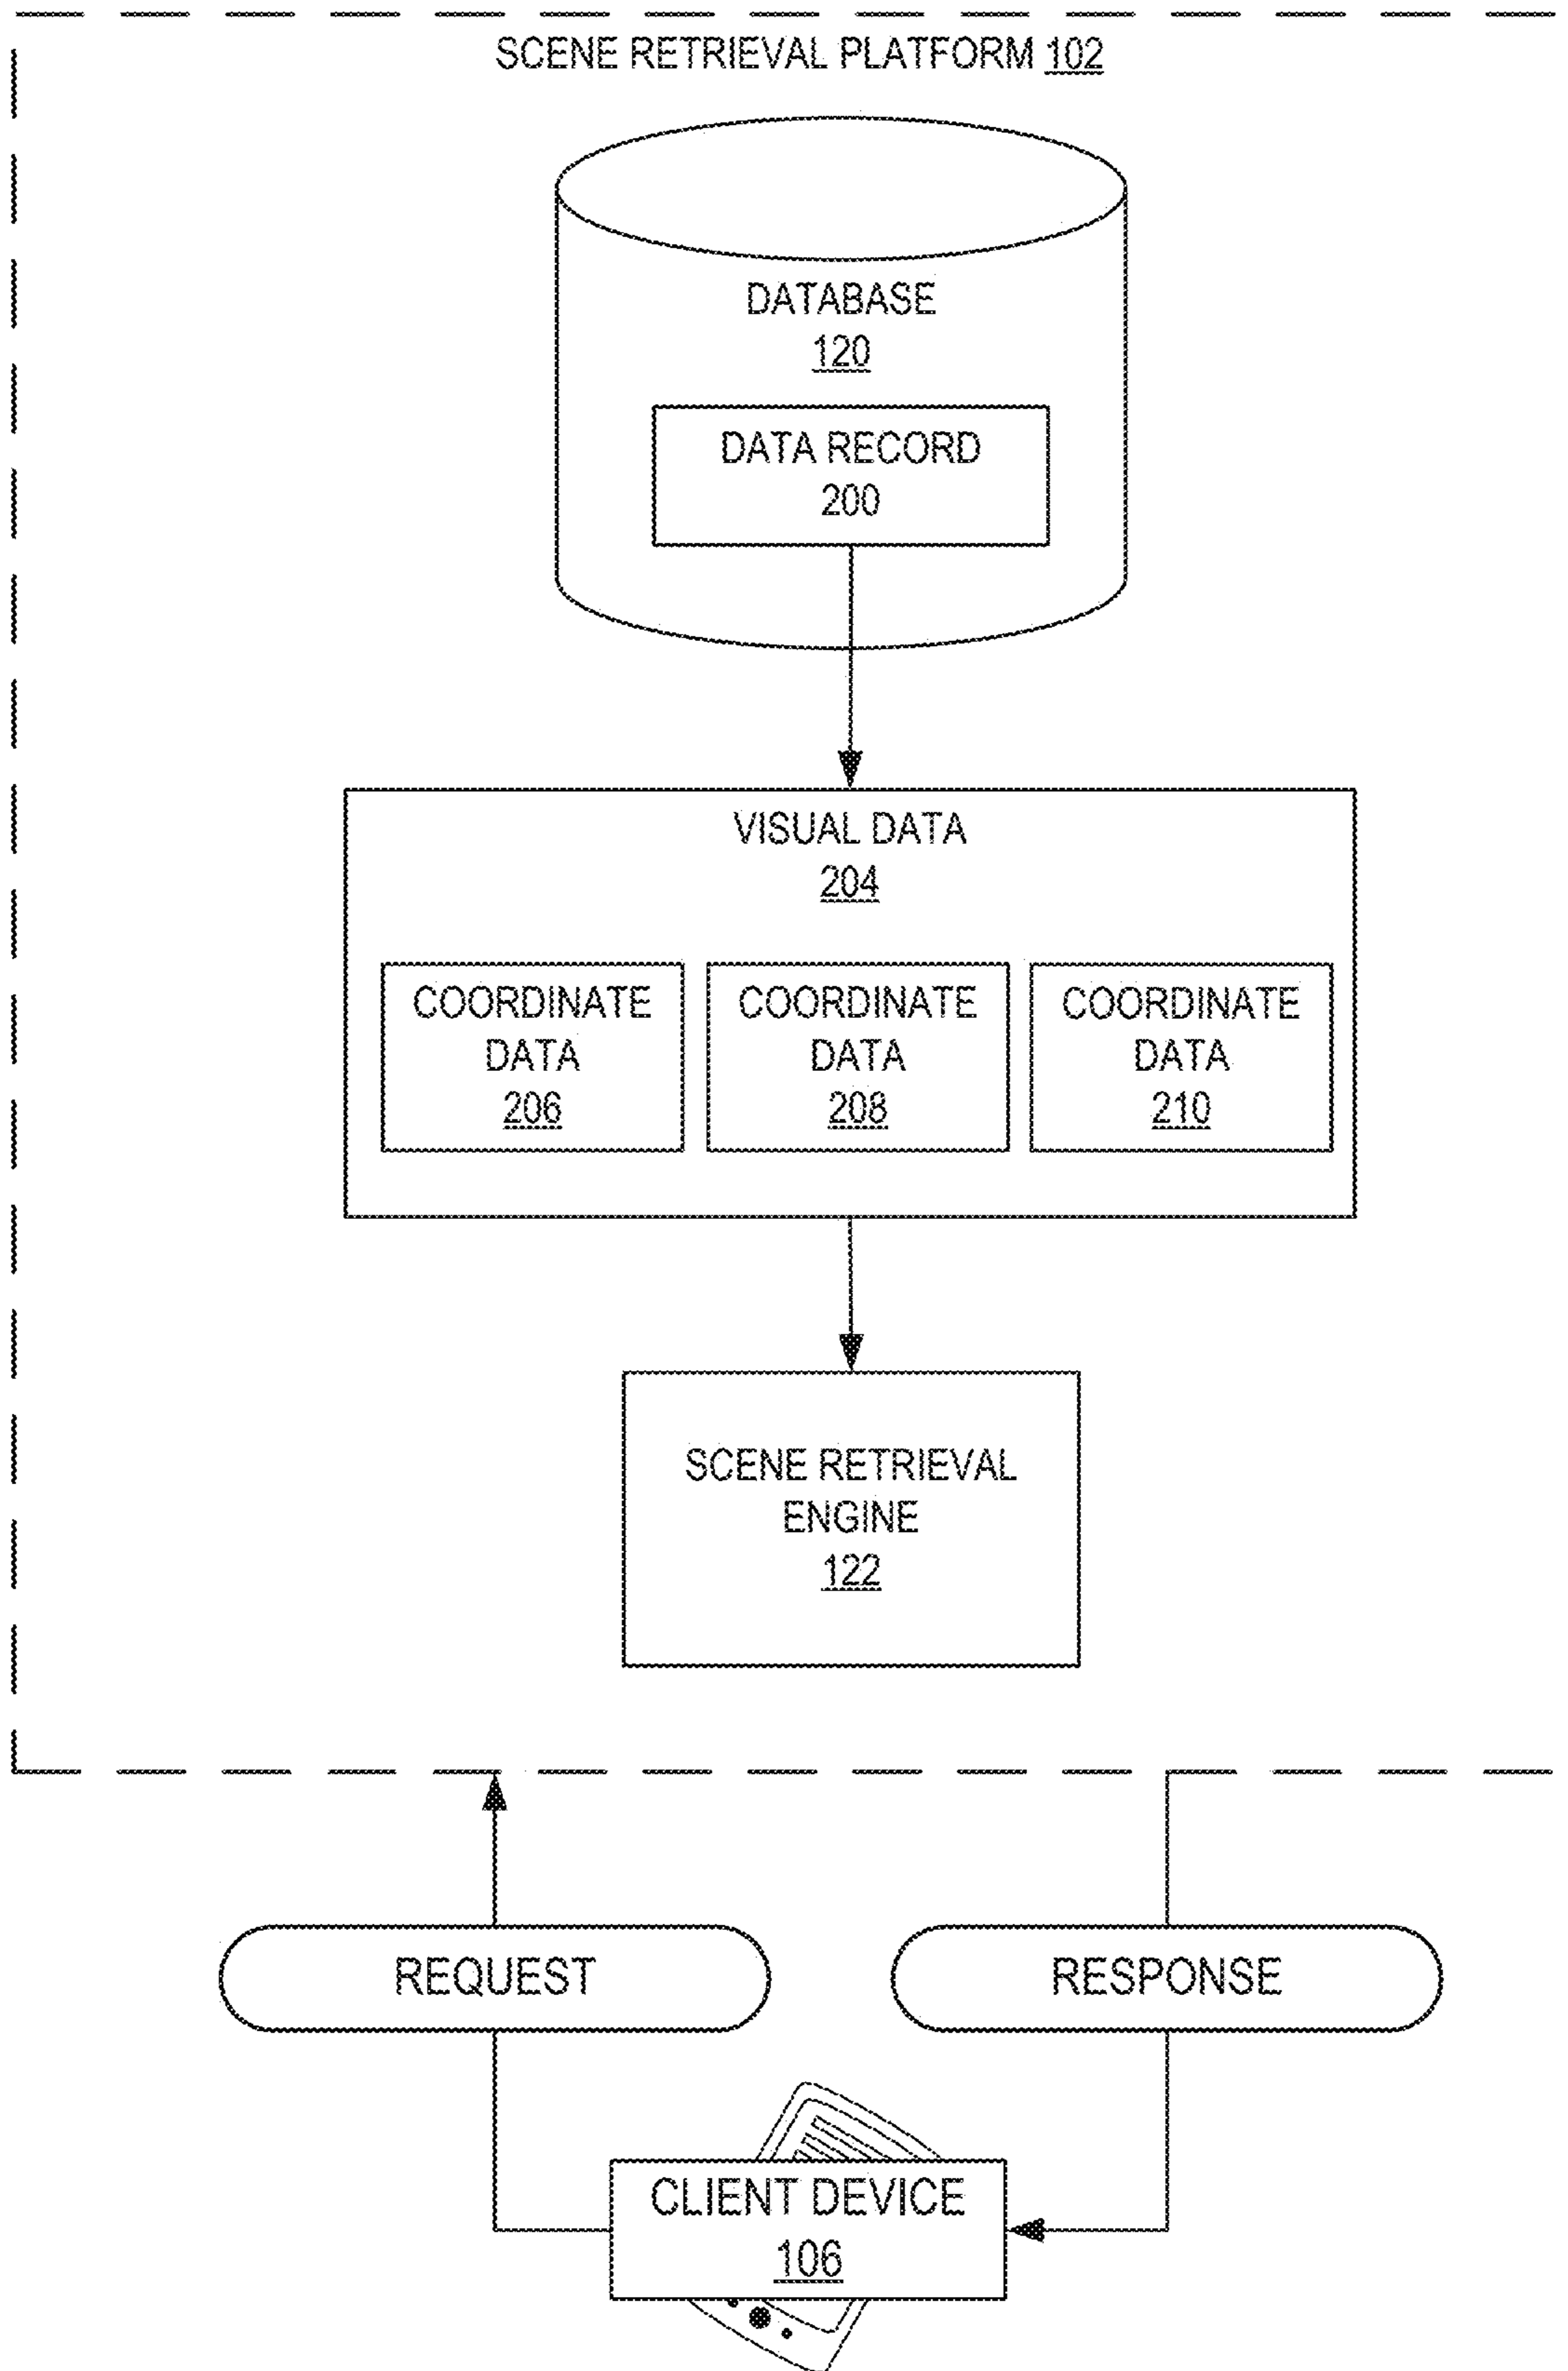 SCENE RETRIEVAL PLATFORM 102
DATABASE
120
DATA RECORD
200
VISUAL DATA
204
COORDINATE
DATA
206
COORDINATE
DATA
208
COORDINATE
DATA
210
SCENE RETRIEVAL
ENGINE
122
REQUEST
RESPONSE
CLIENT DEVICE
106